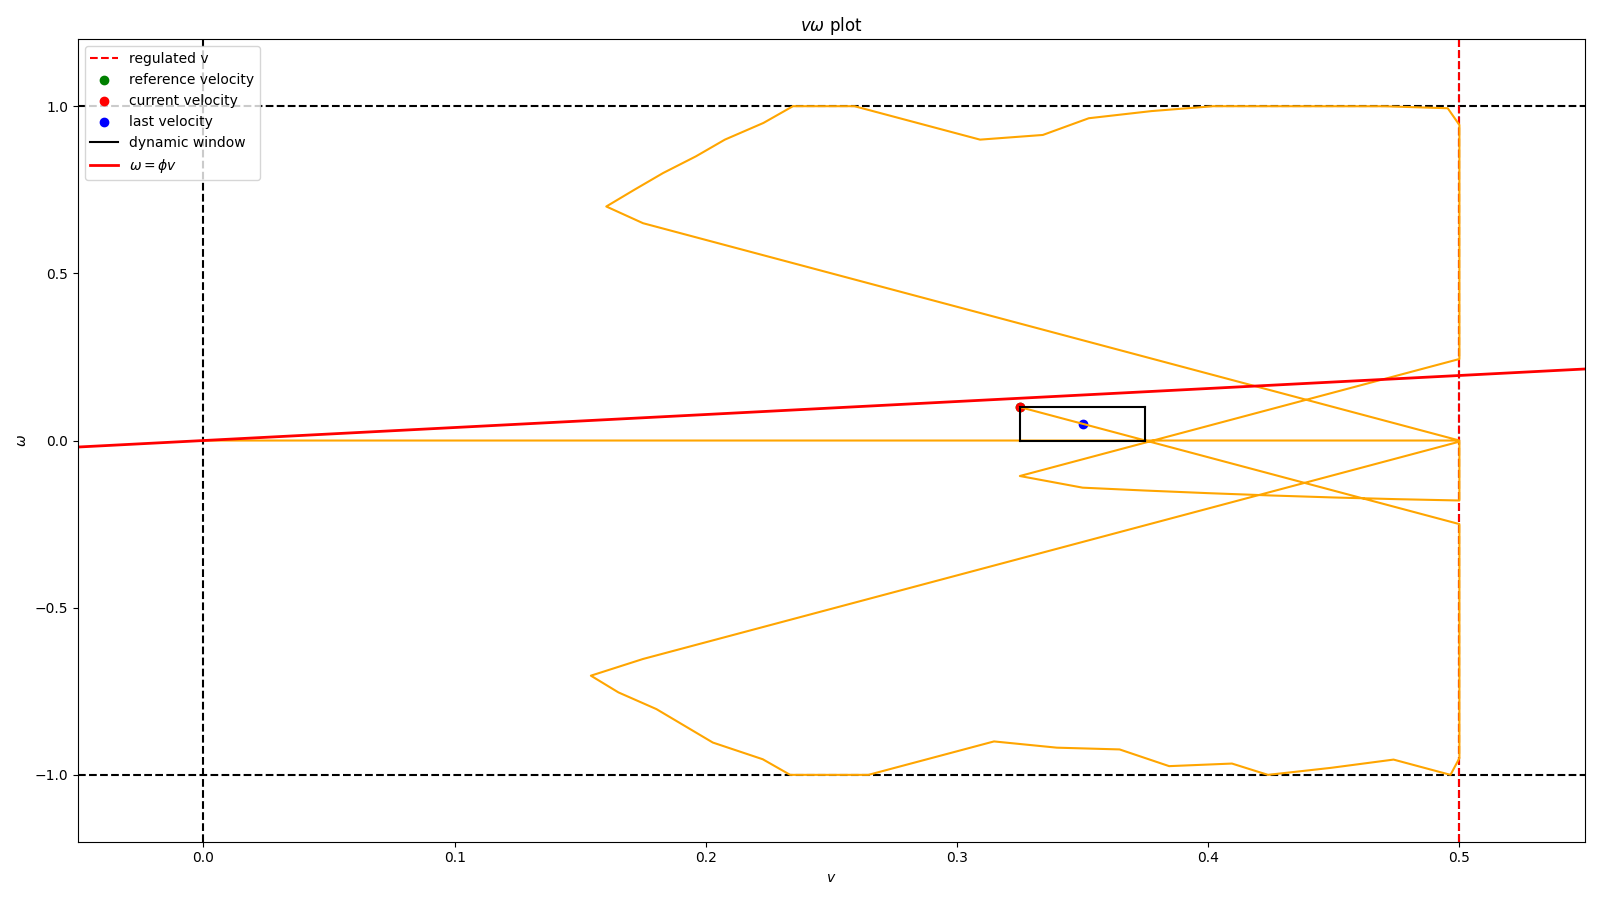 vω plot
regulated v
reference velocity
current velocity
last velocity
dynamic window
ω = ϕv
1.0
0.5
0.0
−0.5
−1.0
ω
0.0 0.1 0.2 0.3 0.4 0.5
v